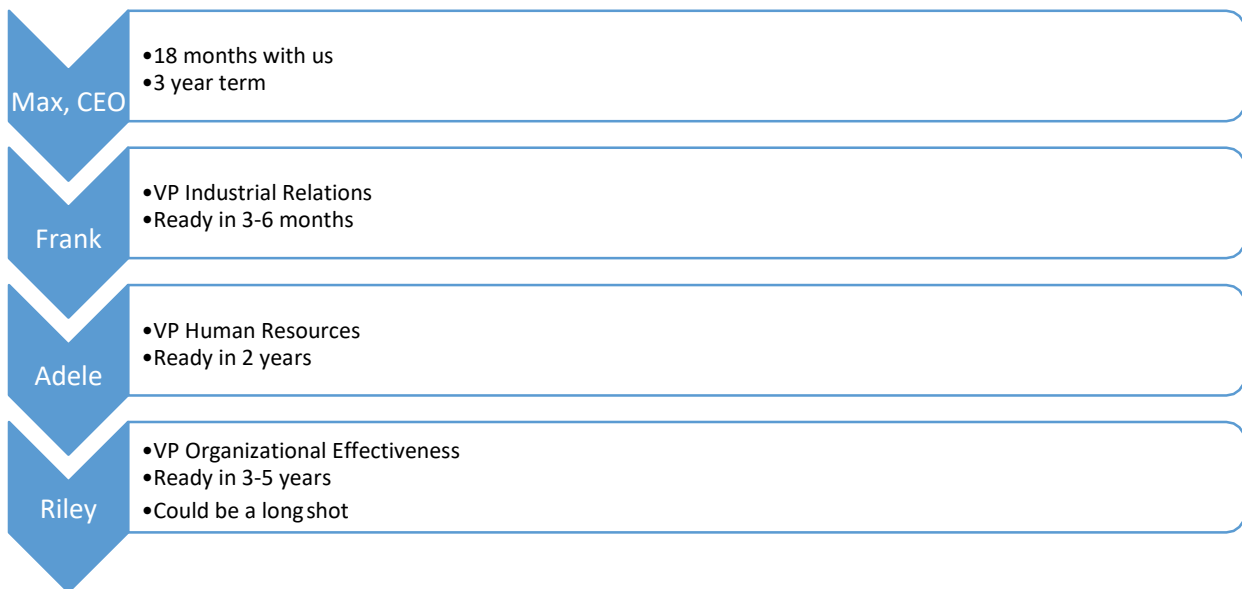 Max, CEO
•18 months with us
•3 year term
Frank
•VP Industrial Relations
•Ready in 3-6 months
Adele
•VP Human Resources
•Ready in 2 years
Riley
•VP Organizational Effectiveness
•Ready in 3-5 years
•Could be a long shot